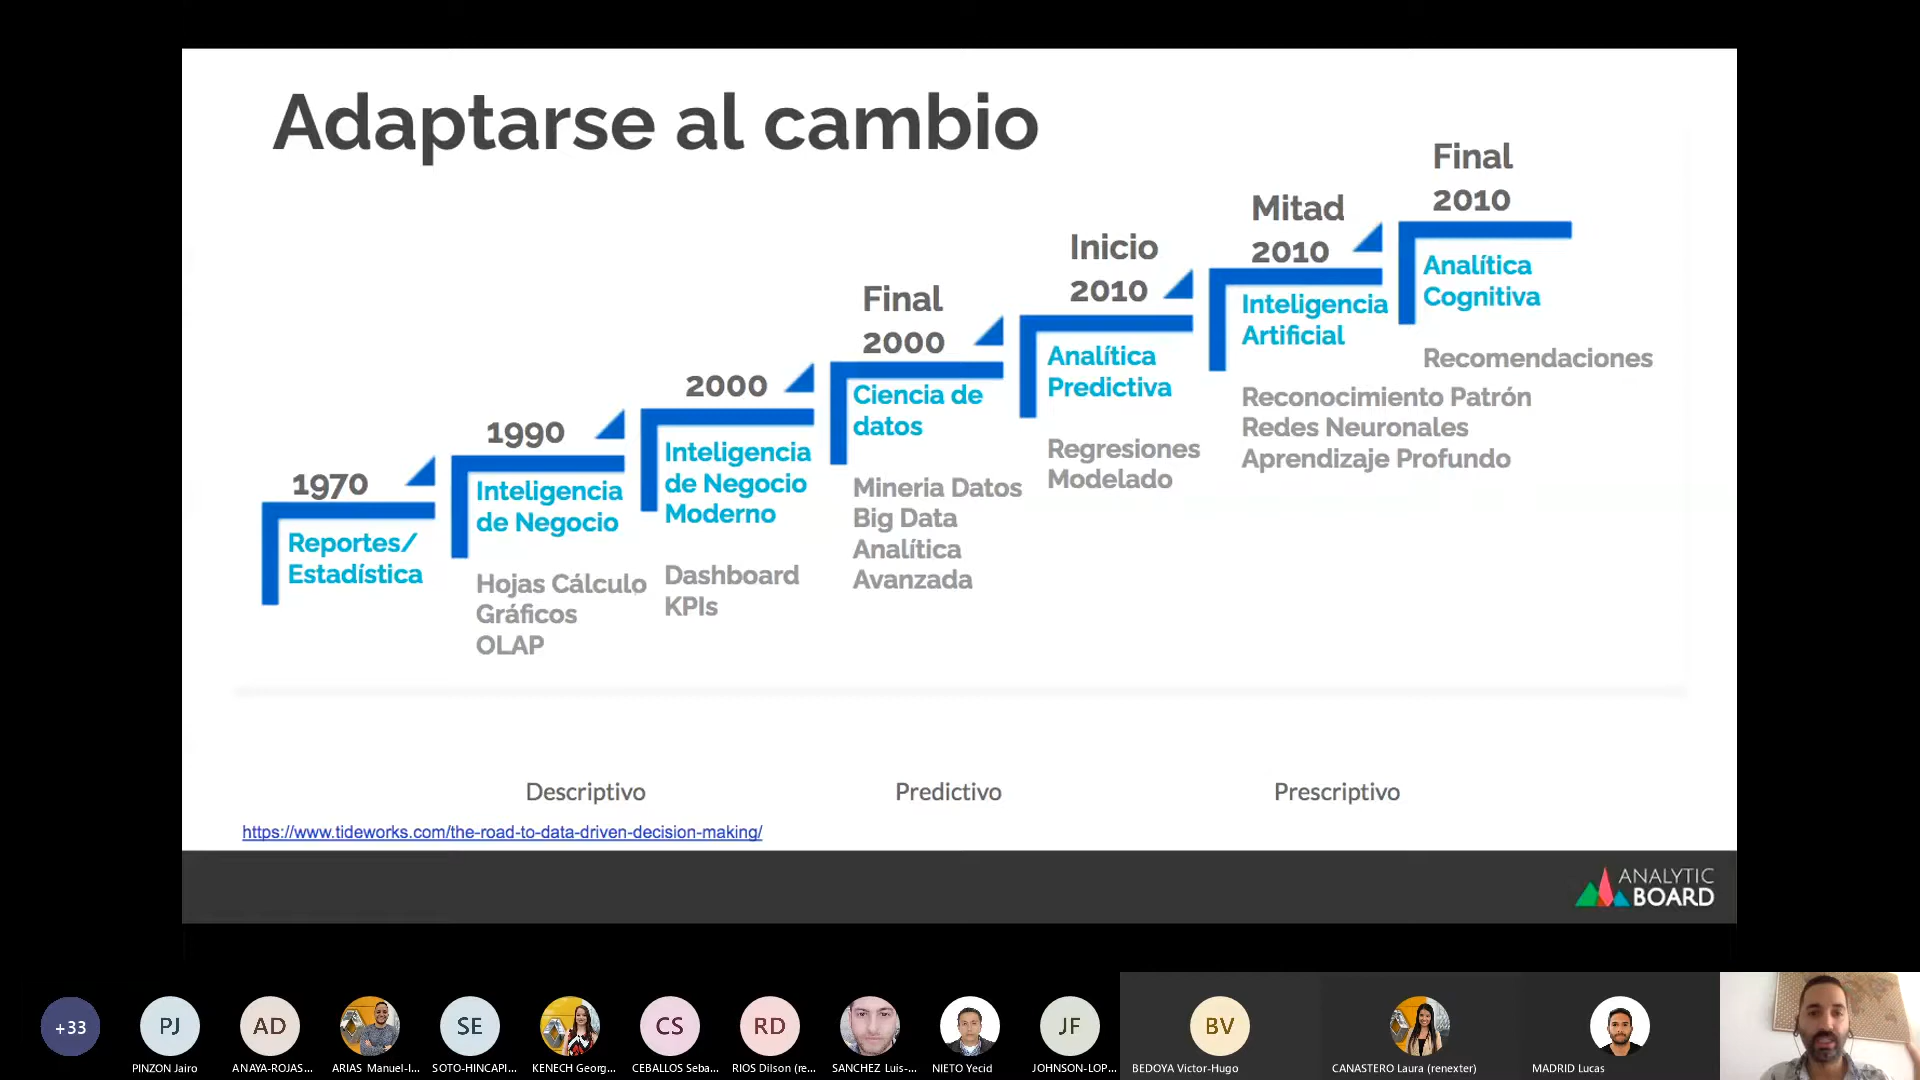 Adaptarse al cambio
1970
Reportes/
Estadística
1990
Inteligencia
de Negocio
Hojas Cálculo
Gráficos
OLAP
2000
Inteligencia
de Negocio
Moderno
Dashboard
KPIs
Final
2000
Ciencia de
datos
Mineria Datos
Big Data
Analítica
Avanzada
Inicio
2010
Analítica
Predictiva
Regresiones
Modelado
Mitad
2010
Inteligencia
Artificial
Reconocimiento Patrón
Redes Neuronales
Aprendizaje Profundo
Final
2010
Analítica
Cognitiva
Recomendaciones
Descriptivo
Predictivo
Prescriptivo
https://www.tideworks.com/the-road-to-data-driven-decision-making/
ANALYTIC
BOARD
+33
PJ
PINZON Jairo
AD
ANAYA-ROJAS...
ARIAS Manuel-I...
SE
SOTO-HINCAPI...
KENECH Georg...
CS
CEBALLOS Seba...
RD
RIOS Dilson (re...
SANCHEZ Luis-...
NIETO Yecid
JF
JOHNSON-LOP...
BV
BEDOYA Victor-Hugo
CANASTERO Laura (renexter)
MADRID Lucas